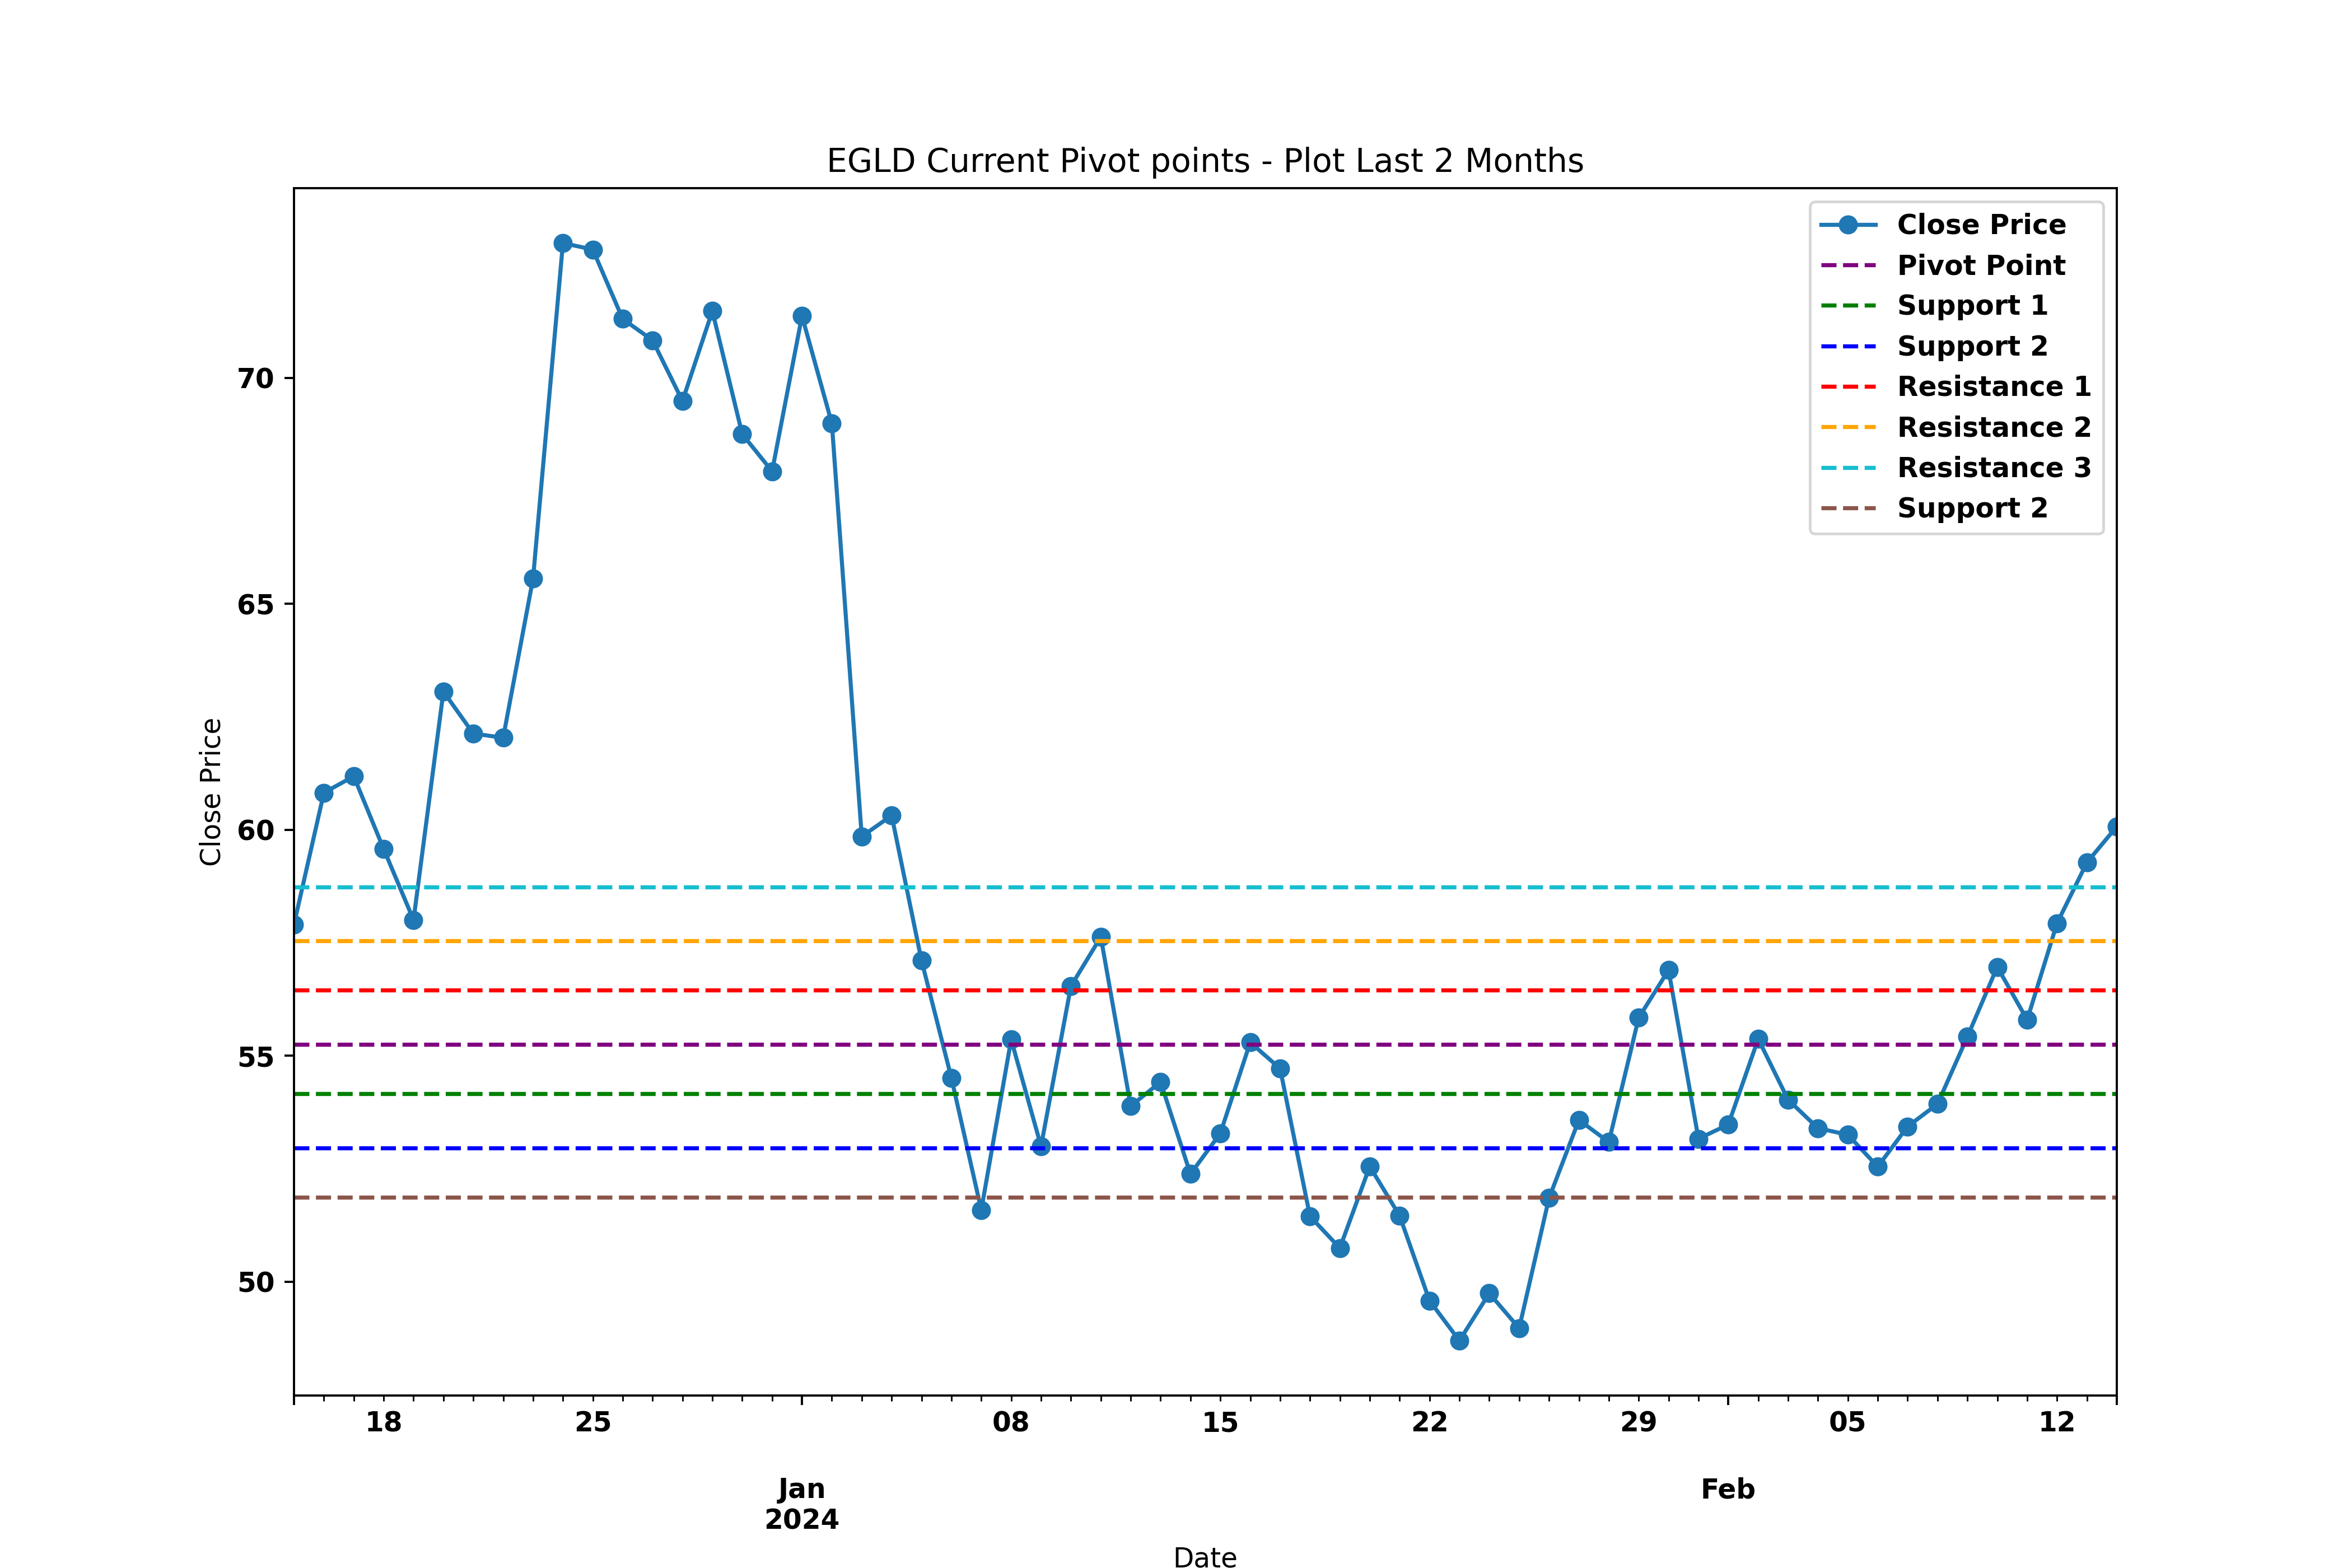 EGLD Current Pivot points - Plot Last 2 Months
Close Price
Pivot Point
Support 1
Support 2
Resistance 1
Resistance 2
Resistance 3
Support 2
70
65
60
55
50
Close Price
18
25
08
15
22
29
05
12
Jan
2024
Feb
Date